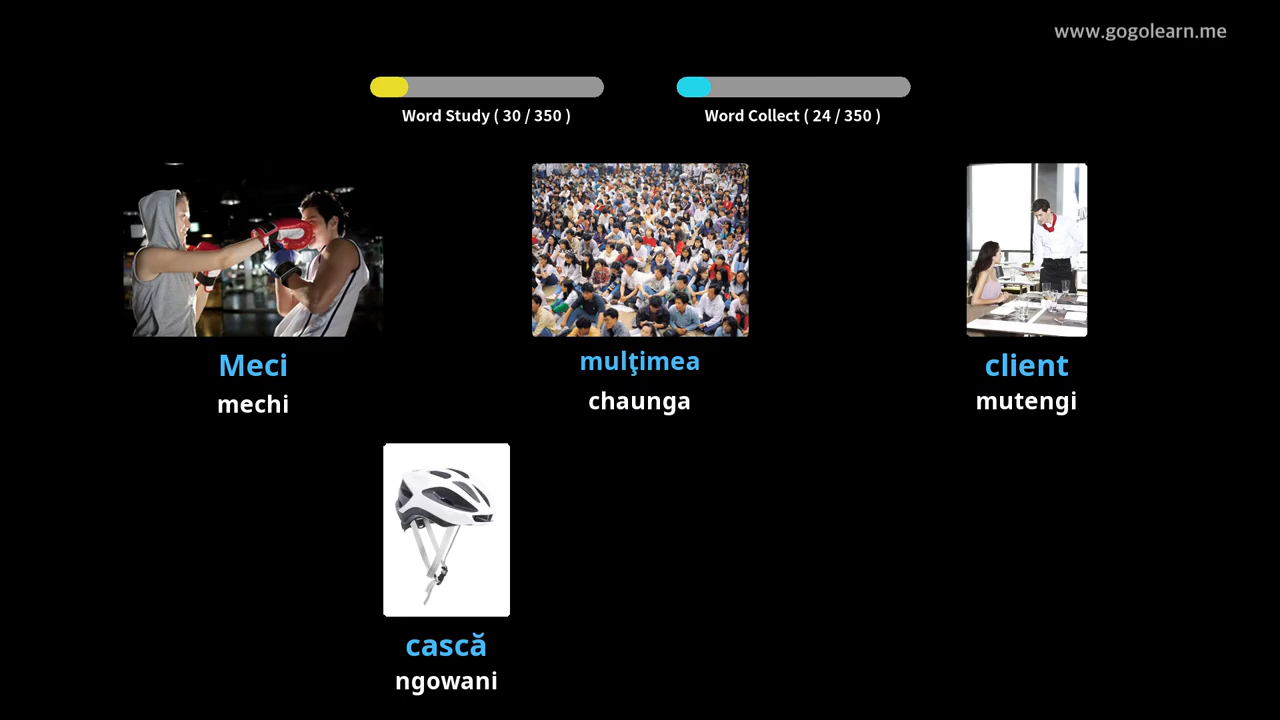 www.gogolearn.me
Word Study ( 30 / 350 )
Word Collect ( 24 / 350 )
Meci
mulţimea
client
mechi
chaunga
mutengi
cască
ngowani